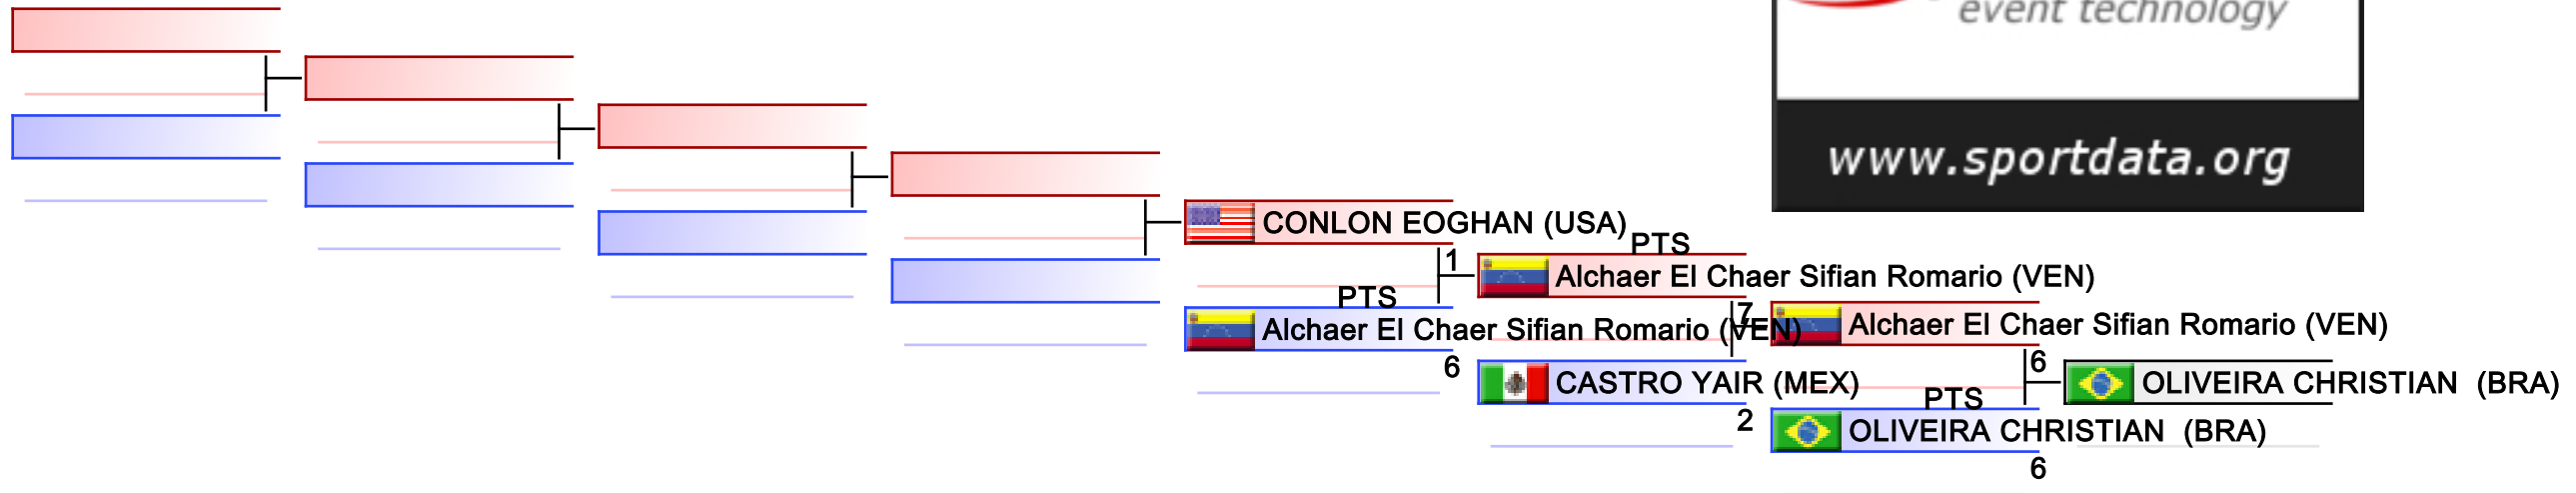 event technology
www.sportdata.org
CONLON EOGHAN (USA)
PTS
1
Alchaer El Chaer Sifian Romario (VEN)
PTS
7
Alchaer El Chaer Sifian Romario (VEN)
Alchaer El Chaer Sifian Romario (VEN)
6
6
CASTRO YAIR (MEX)
OLIVEIRA CHRISTIAN (BRA)
PTS
2
OLIVEIRA CHRISTIAN (BRA)
6